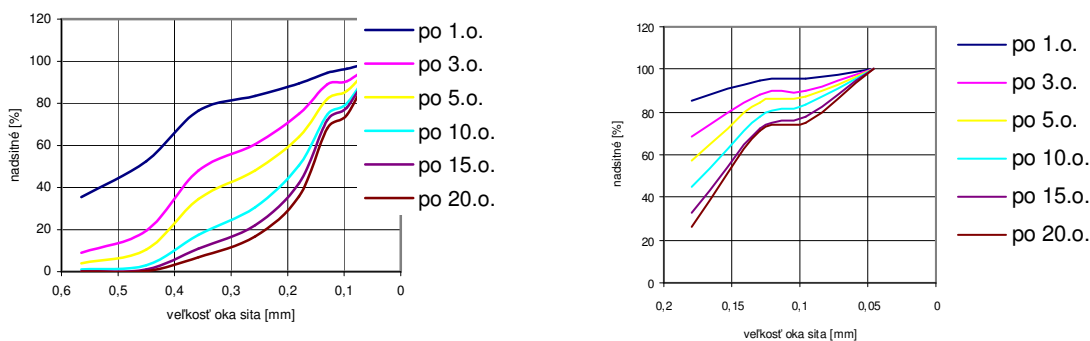 120
100
80
60
40
20
0
nadsitné [%]
0,6 0,5 0,4 0,3 0,2 0,1 0
veľkosť oka sita [mm]
po 1.o.
po 3.o.
po 5.o.
po 10.o.
po 15.o.
po 20.o.
120
100
80
60
40
20
0
nadsitné [%]
0,2 0,15 0,1 0,05 0
veľkosť oka sita [mm]
po 1.o.
po 3.o.
po 5.o.
po 10.o.
po 15.o.
po 20.o.